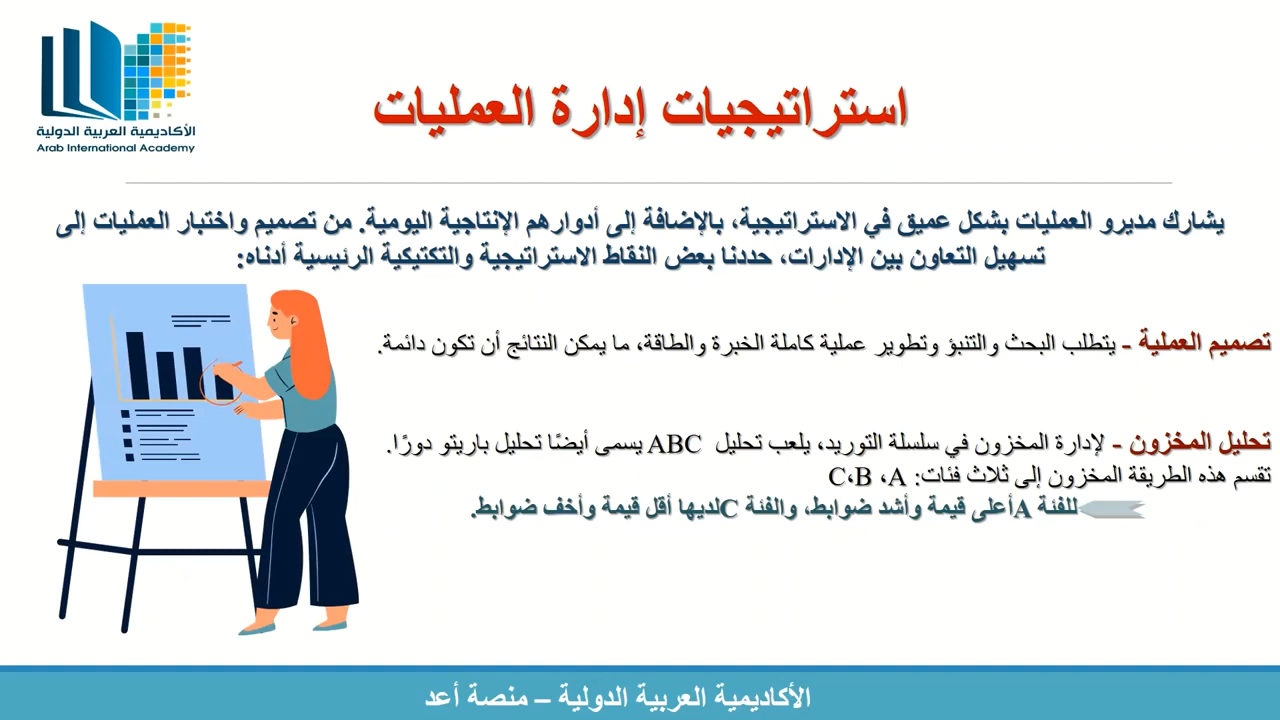 الأكاديمية العربية الدولية
Arab International Academy
استراتيجيات إدارة العمليات
يشارك مديرو العمليات بشكل عميق في الاستراتيجية، بالإضافة إلى أدوارهم الإنتاجية اليومية. من تصميم واختبار العمليات إلى
تسهيل التعاون بين الإدارات، حددنا بعض النقاط الاستراتيجية والتكتيكية الرئيسية أدناه:
تصميم العملية - يتطلب البحث والتنبؤ وتطوير عملية كاملة الخبرة والطاقة، ما يمكن النتائج أن تكون دائمة.
تحليل المخزون - لإدارة المخزون في سلسلة التوريد، يلعب تحليل ABC يسمى أيضًا تحليل باريتو دورًا.
تقسم هذه الطريقة المخزون إلى ثلاث فئات: A، B،C
للفئة Aأعلى قيمة وأشد ضوابط، والفئة Cلديها أقل قيمة وأخف ضوابط.
الأكاديمية العربية الدولية – منصة أعد